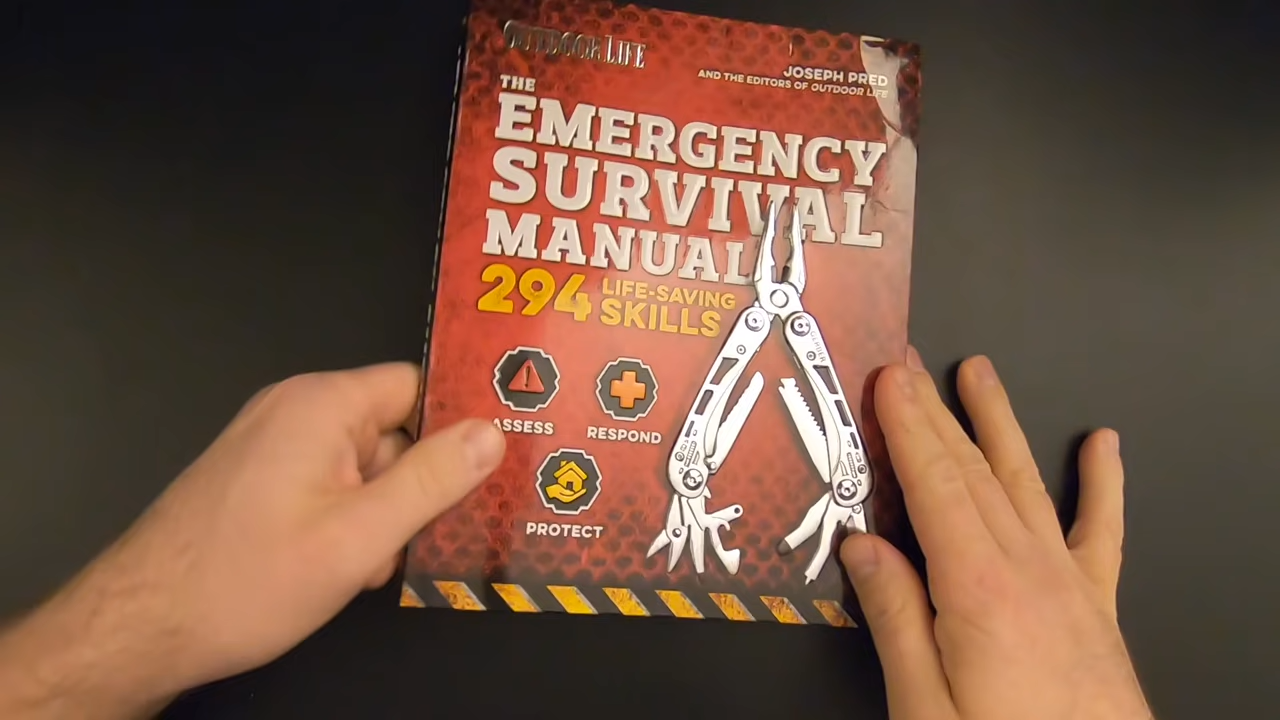 OUTDOOR LIFE
JOSEPH PRED
AND THE EDITORS OF OUTDOOR LIFE
THE
EMERGENCY
SURVIVAL
MANUAL
294 LIFE-SAVING
SKILLS
ASSESS
RESPOND
PROTECT